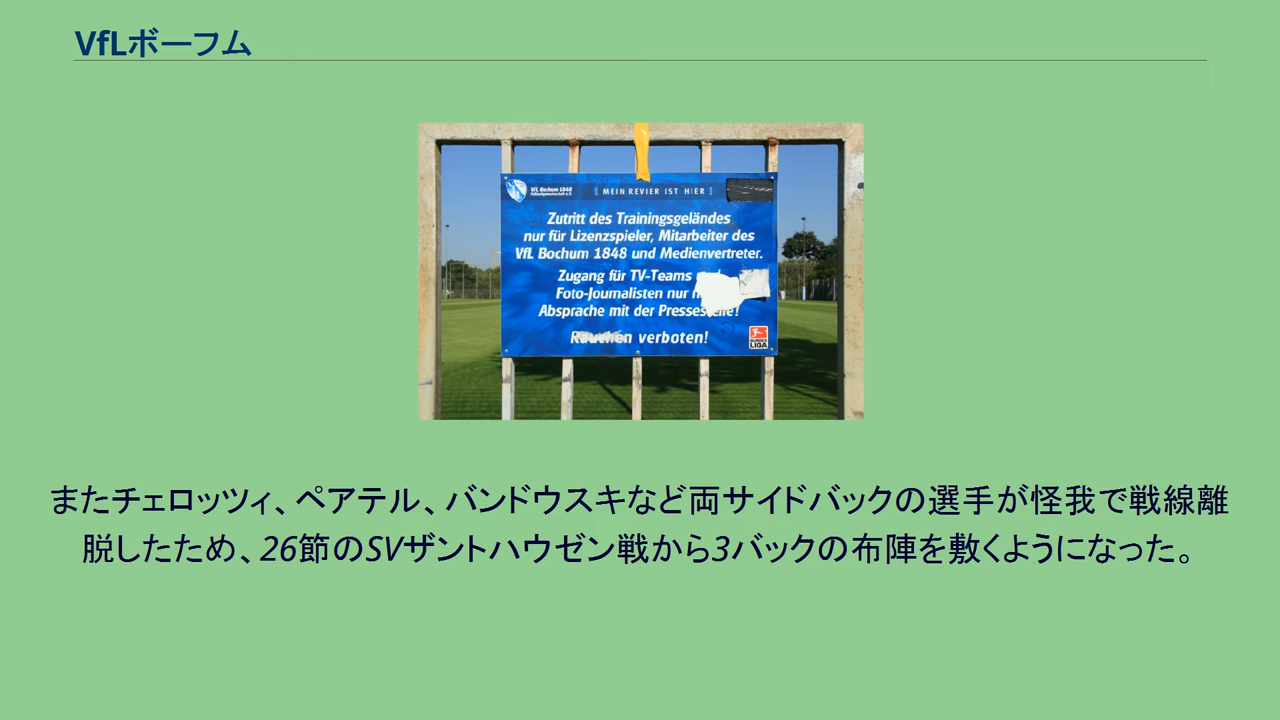 VfLボーフム
VfL Bochum 1848
MEIN REVIER IST HIER
Zutritt des Trainingsgeländes
nur für Lizenzspieler, Mitarbeiter des
VfL Bochum 1848 und Medienvertreter.
Zugang für TV-Teams
Foto-Journalisten nur
Absprache mit der Pressestelle!
Rauchen verboten!
BUNDES
LIGA
またチェロッツィ、ペアテル、バンドウスキなど両サイドバックの選手が怪我で戦線離
脱したため、26節のSVザントハウゼン戦から3バックの布陣を敷くようになった。